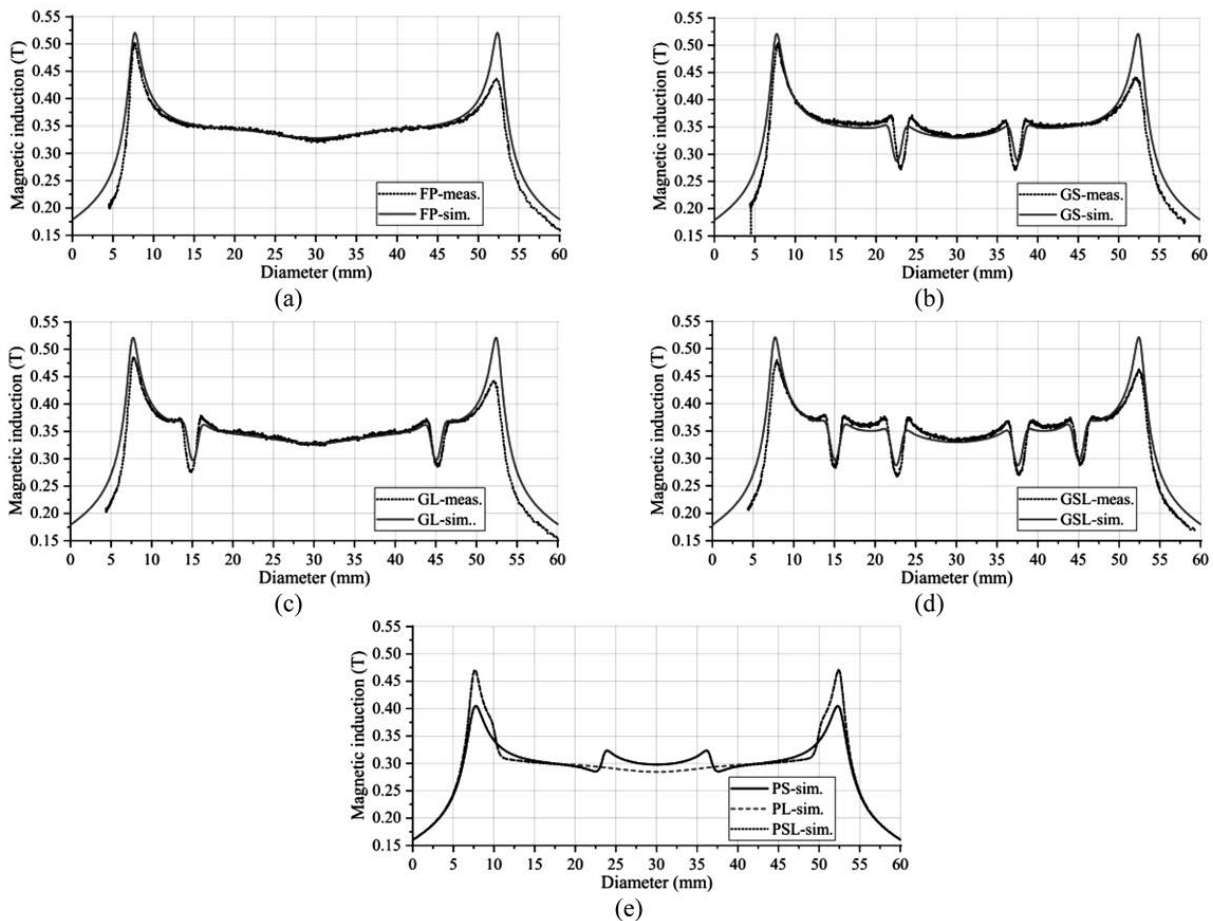 0.55
0.50
0.45
0.40
0.35
0.30
0.25
0.20
0.15
Magnetic induction (T)
FP-meas.
FP-sim.
0 5 10 15 20 25 30 35 40 45 50 55 60
Diameter (mm)
(a)
0.55
0.50
0.45
0.40
0.35
0.30
0.25
0.20
0.15
Magnetic induction (T)
GS-meas.
GS-sim.
0 5 10 15 20 25 30 35 40 45 50 55 60
Diameter (mm)
(b)
0.55
0.50
0.45
0.40
0.35
0.30
0.25
0.20
0.15
Magnetic induction (T)
GL-meas.
GL-sim..
0 5 10 15 20 25 30 35 40 45 50 55 60
Diameter (mm)
(c)
0.55
0.50
0.45
0.40
0.35
0.30
0.25
0.20
0.15
Magnetic induction (T)
GSL-meas.
GSL-sim.
0 5 10 15 20 25 30 35 40 45 50 55 60
Diameter (mm)
(d)
0.55
0.50
0.45
0.40
0.35
0.30
0.25
0.20
0.15
Magnetic induction (T)
PS-sim.
PL-sim.
PSL-sim.
0 5 10 15 20 25 30 35 40 45 50 55 60
Diameter (mm)
(e)